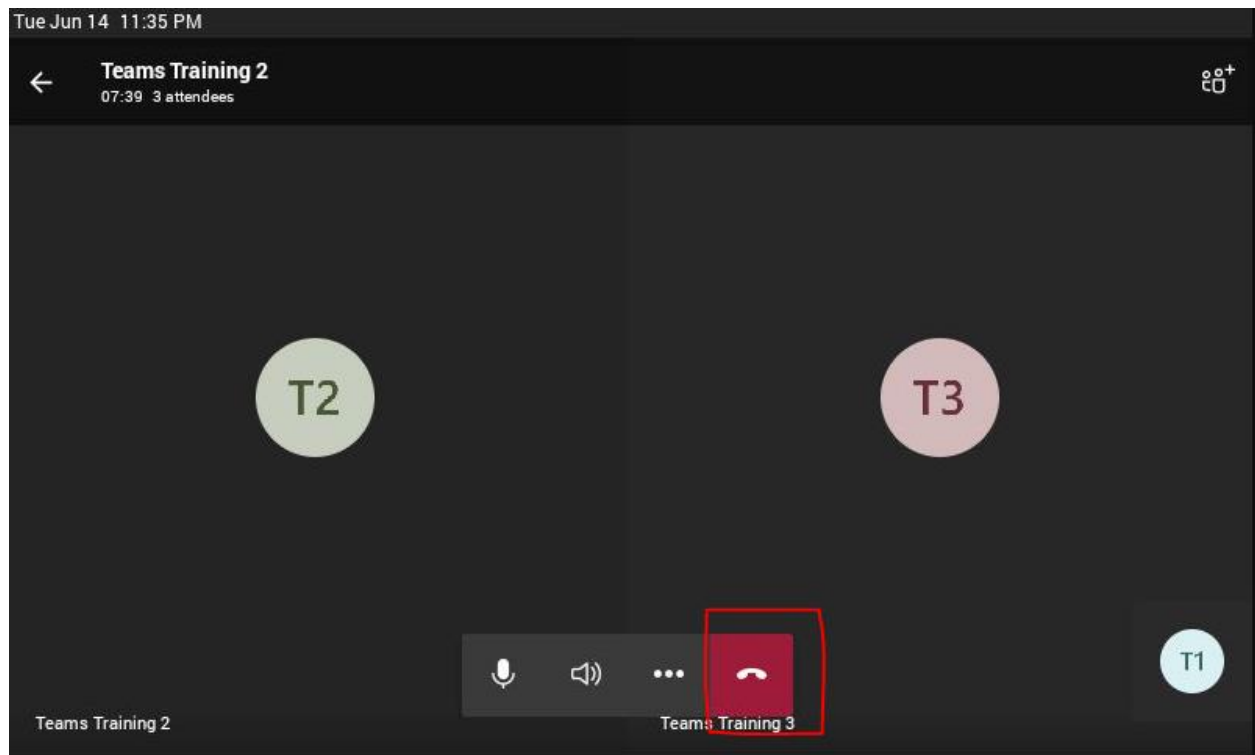 Tue Jun 14 11:35 PM
Teams Training 2
07:39 3 attendees
T2
T3
T1
Teams Training 2
Teams Training 3